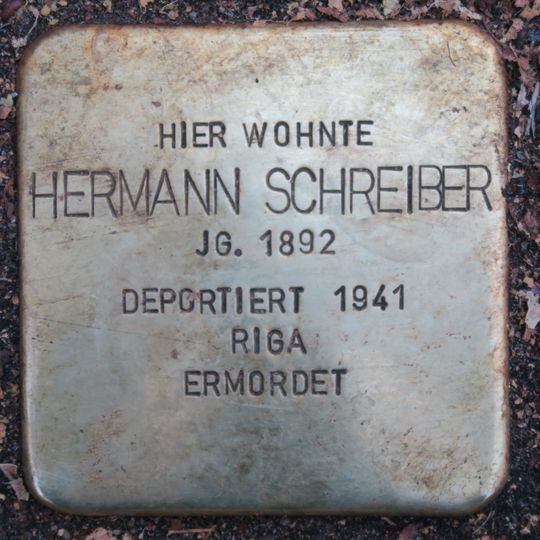 HIER WOHNTE
HERMANN SCHREIBER
JG. 1892
DEPORTIERT 1941
RIGA
ERMORDET